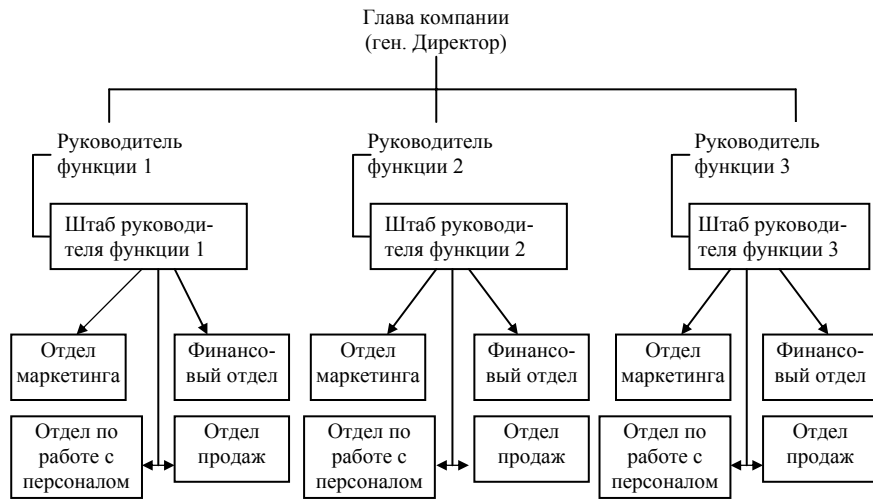 Глава компании
(ген. Директор)
Руководитель
функции 1
Руководитель
функции 2
Руководитель
функции 3
Штаб руководи-
теля функции 1
Штаб руководи-
теля функции 2
Штаб руководи-
теля функции 3
Отдел
маркетинга
Финансо-
вый отдел
Отдел
маркетинга
Финансо-
вый отдел
Отдел
маркетинга
Финансо-
вый отдел
Отдел по
работе с
персоналом
Отдел
продаж
Отдел по
работе с
персоналом
Отдел
продаж
Отдел по
работе с
персоналом
Отдел
продаж